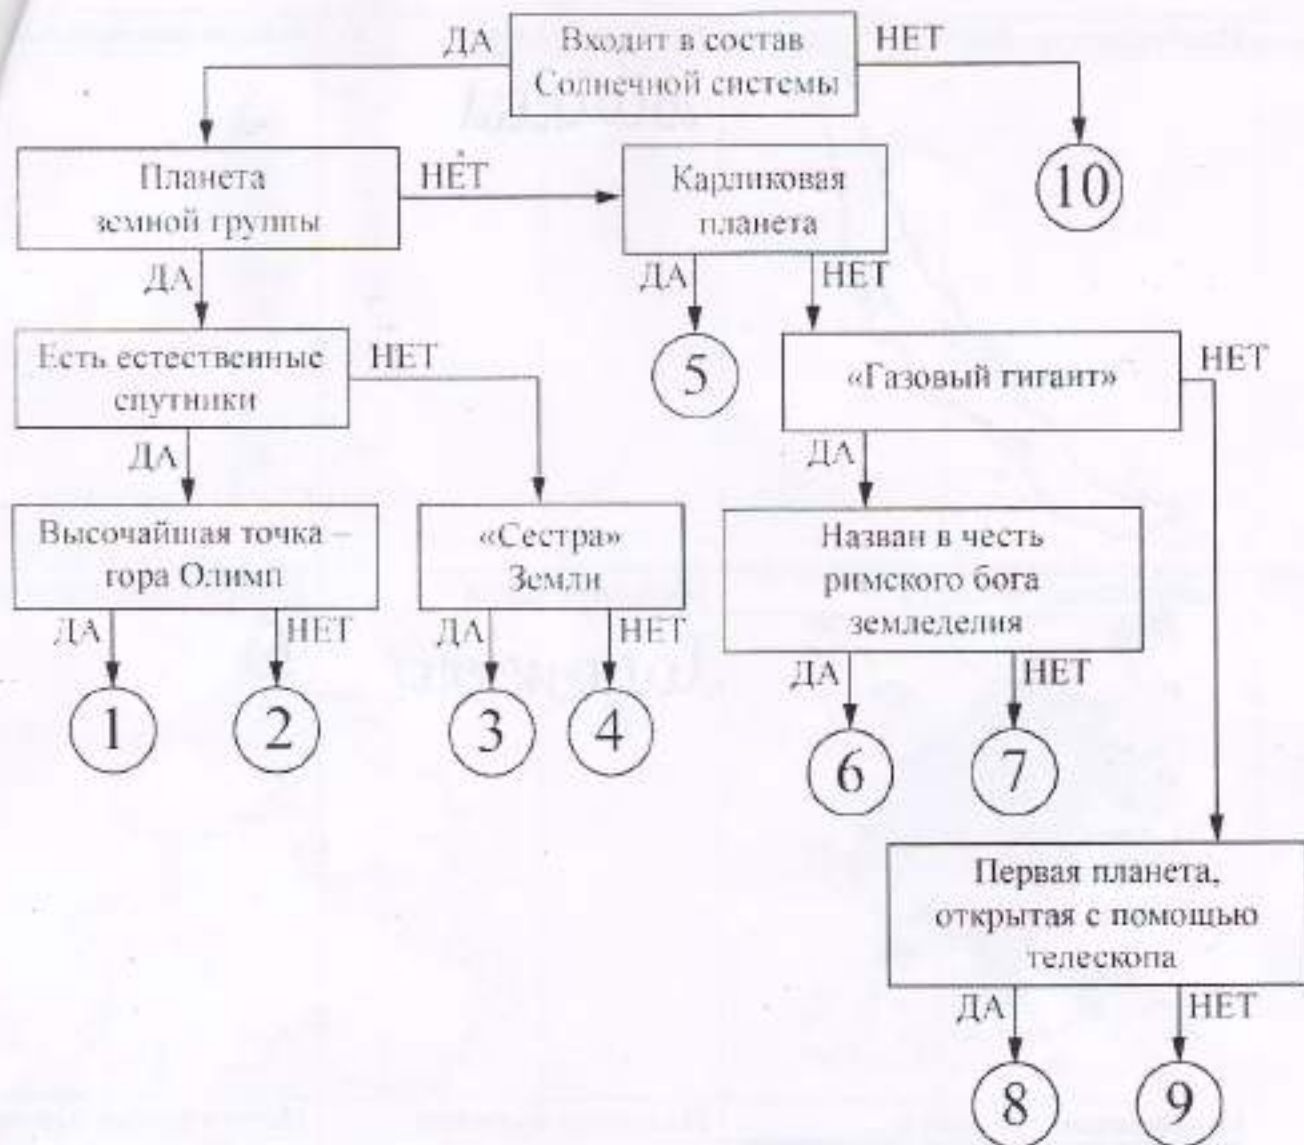 ДА
Входит в состав
Солнечной системы
НЕТ
Планета
земной группы
НЕТ
Карликовая
планета
10
ДА
ДА
НЕТ
Есть естественные
спутники
НЕТ
5
«Газовый гигант»
НЕТ
ДА
ДА
Высочайшая точка –
гора Олимп
«Сестра»
Земли
Назван в честь
римского бога
земледелия
ДА
НЕТ
ДА
НЕТ
ДА
НЕТ
1
2
3
4
6
7
Первая планета,
открытая с помощью
телескопа
ДА
НЕТ
8
9